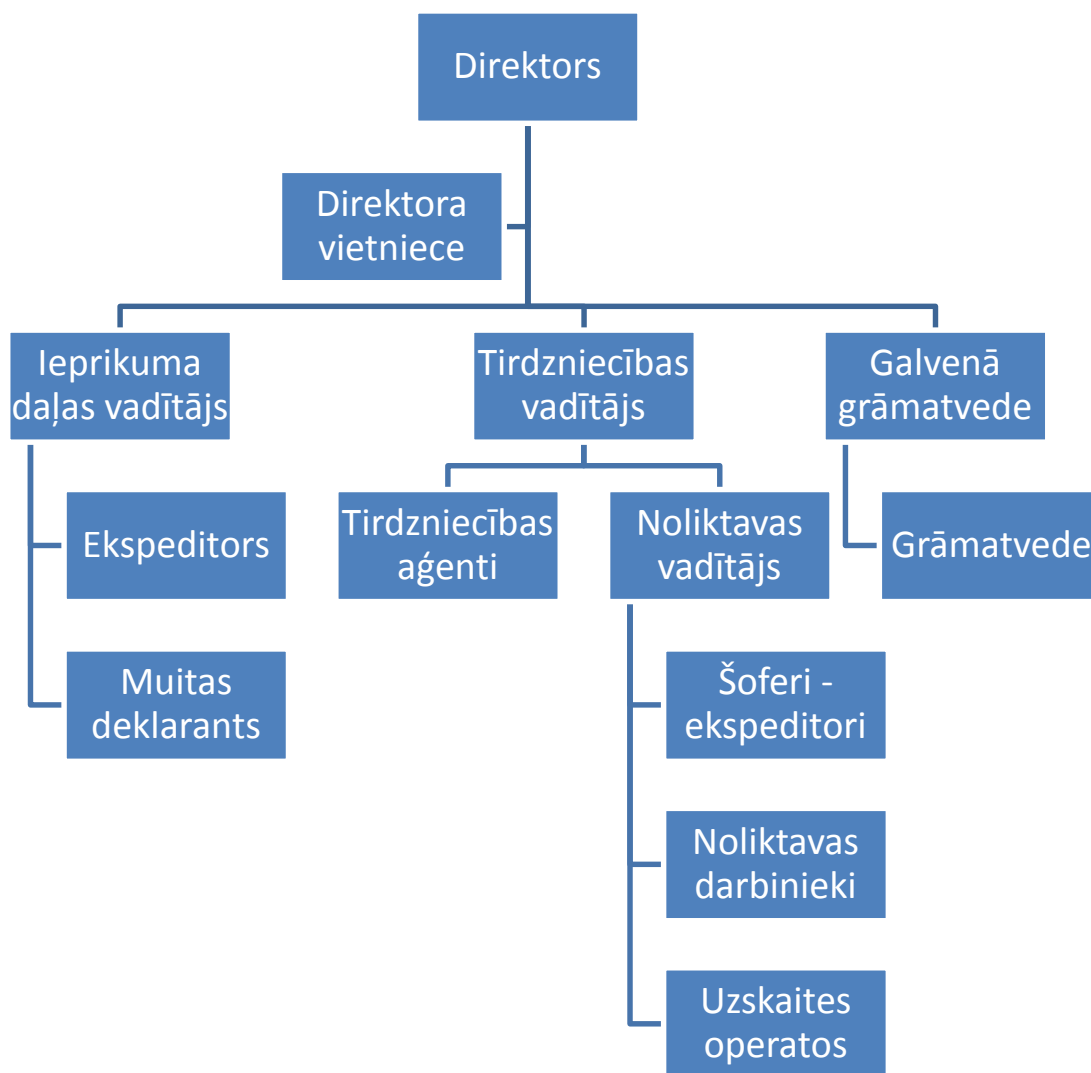 Direktors
Direktora
vietniece
Ieprikuma
daļas vadītājs
Tirdzniecības
vadītājs
Galvenā
grāmatvede
Ekspeditors
Muitas
deklarants
Tirdzniecības
aģenti
Noliktavas
vadītājs
Šoferi -
ekspeditori
Noliktavas
darbinieki
Uzskaites
operatos
Grāmatvede